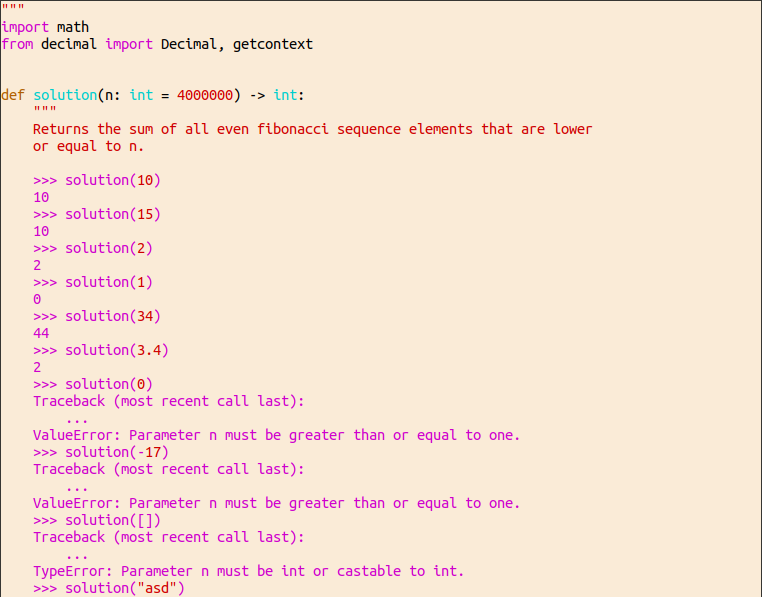 """
import math
from decimal import Decimal, getcontext
def solution(n: int = 4000000) -> int:
    """
    Returns the sum of all even fibonacci sequence elements that are lower
    or equal to n.
    >>> solution(10)
    10
    >>> solution(15)
    10
    >>> solution(2)
    2
    >>> solution(1)
    0
    >>> solution(34)
    44
    >>> solution(3.4)
    2
    >>> solution(0)
    Traceback (most recent call last):
        ...
    ValueError: Parameter n must be greater than or equal to one.
    >>> solution(-17)
    Traceback (most recent call last):
        ...
    ValueError: Parameter n must be greater than or equal to one.
    >>> solution([])
    Traceback (most recent call last):
        ...
    TypeError: Parameter n must be int or castable to int.
    >>> solution("asd")